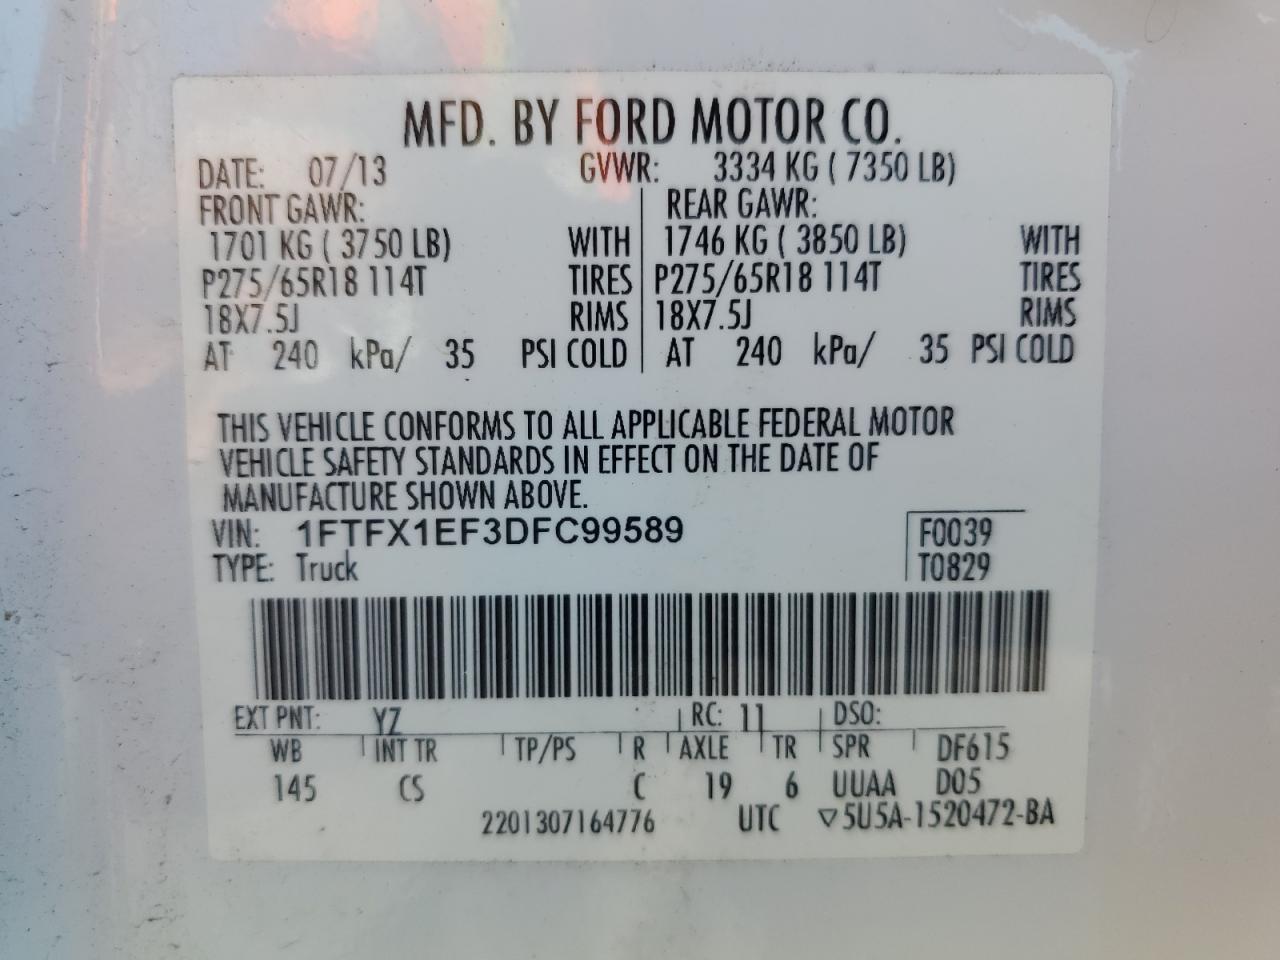 MFD. BY FORD MOTOR CO.
DATE: 07/13 GVWR: 3334 KG ( 7350 LB)
FRONT GAWR: REAR GAWR:
1701 KG ( 3750 LB) WITH 1746 KG ( 3850 LB) WITH
P275/65R18 114T TIRES P275/65R18 114T TIRES
18X7.5J RIMS 18X7.5J RIMS
AT 240 kPa/ 35 PSI COLD AT 240 kPa/ 35 PSI COLD
THIS VEHICLE CONFORMS TO ALL APPLICABLE FEDERAL MOTOR
VEHICLE SAFETY STANDARDS IN EFFECT ON THE DATE OF
MANUFACTURE SHOWN ABOVE.
VIN: 1FTFX1EF3DFC99589 F0039
TYPE: Truck T0829
EXT PNT: YZ RC: 11 DSO:
WB INT TR TP/PS R AXLE TR SPR DF615
145 CS C 19 6 UUAA D05
2201307164776 UTC ▽5U5A-1520472-BA